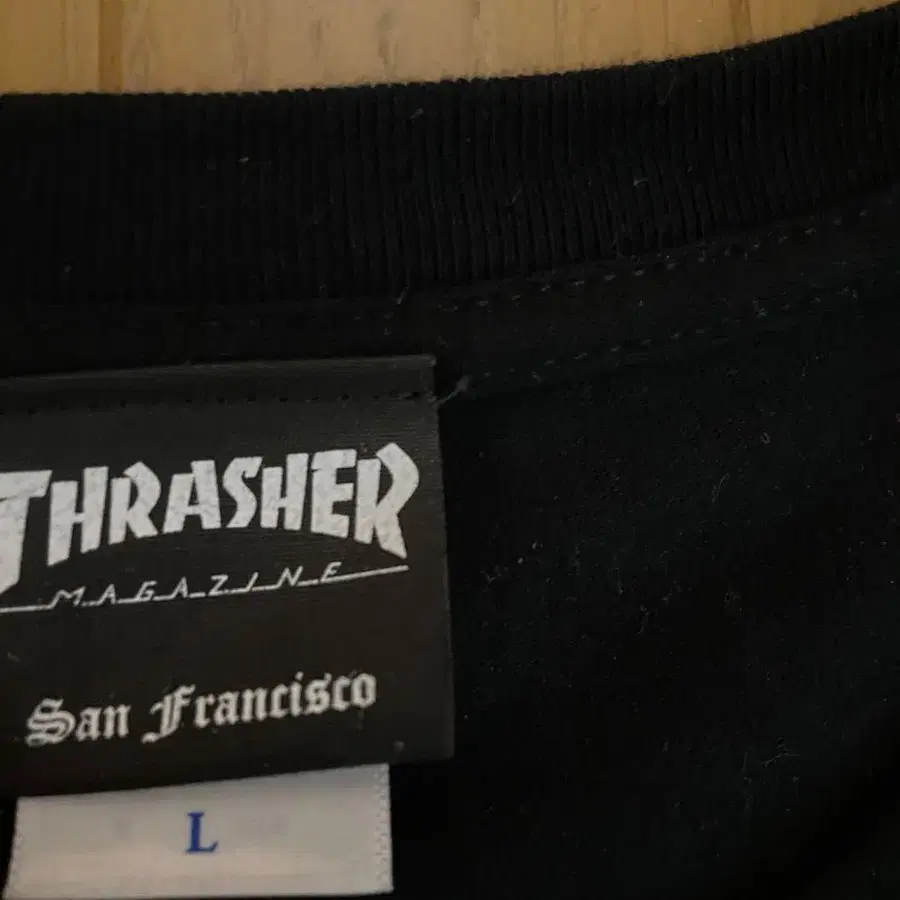 THRASHER
MAGAZINE
San Francisco
L